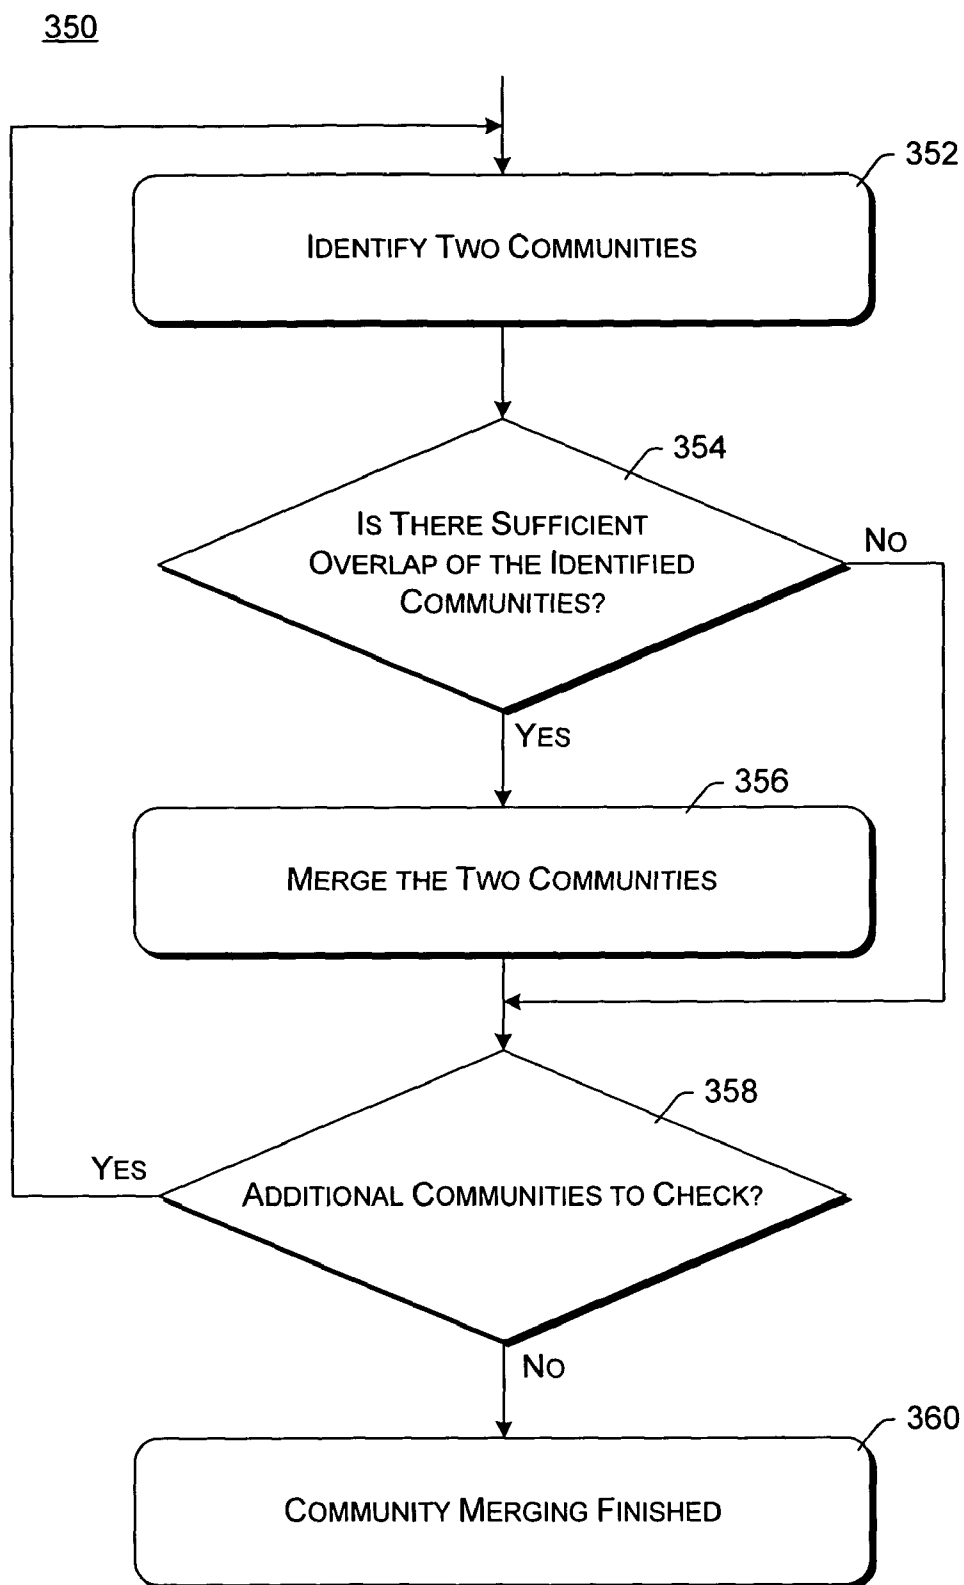 350
352
IDENTIFY TWO COMMUNITIES
354
IS THERE SUFFICIENT
OVERLAP OF THE IDENTIFIED
COMMUNITIES?
NO
YES
356
MERGE THE TWO COMMUNITIES
358
YES
ADDITIONAL COMMUNITIES TO CHECK?
NO
360
COMMUNITY MERGING FINISHED